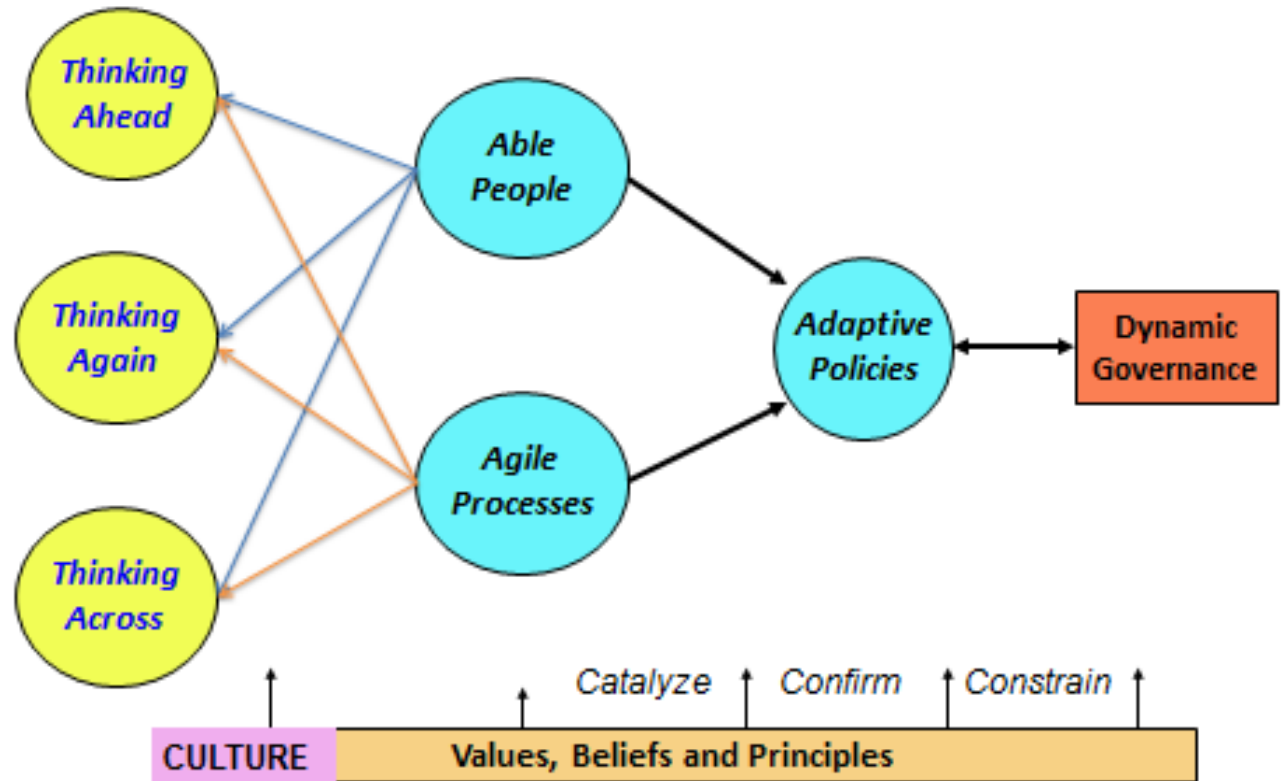 Thinking
Ahead
Able
People
Thinking
Again
Adaptive
Policies
Dynamic
Governance
Agile
Processes
Thinking
Across
Catalyze Confirm Constrain
CULTURE Values, Beliefs and Principles